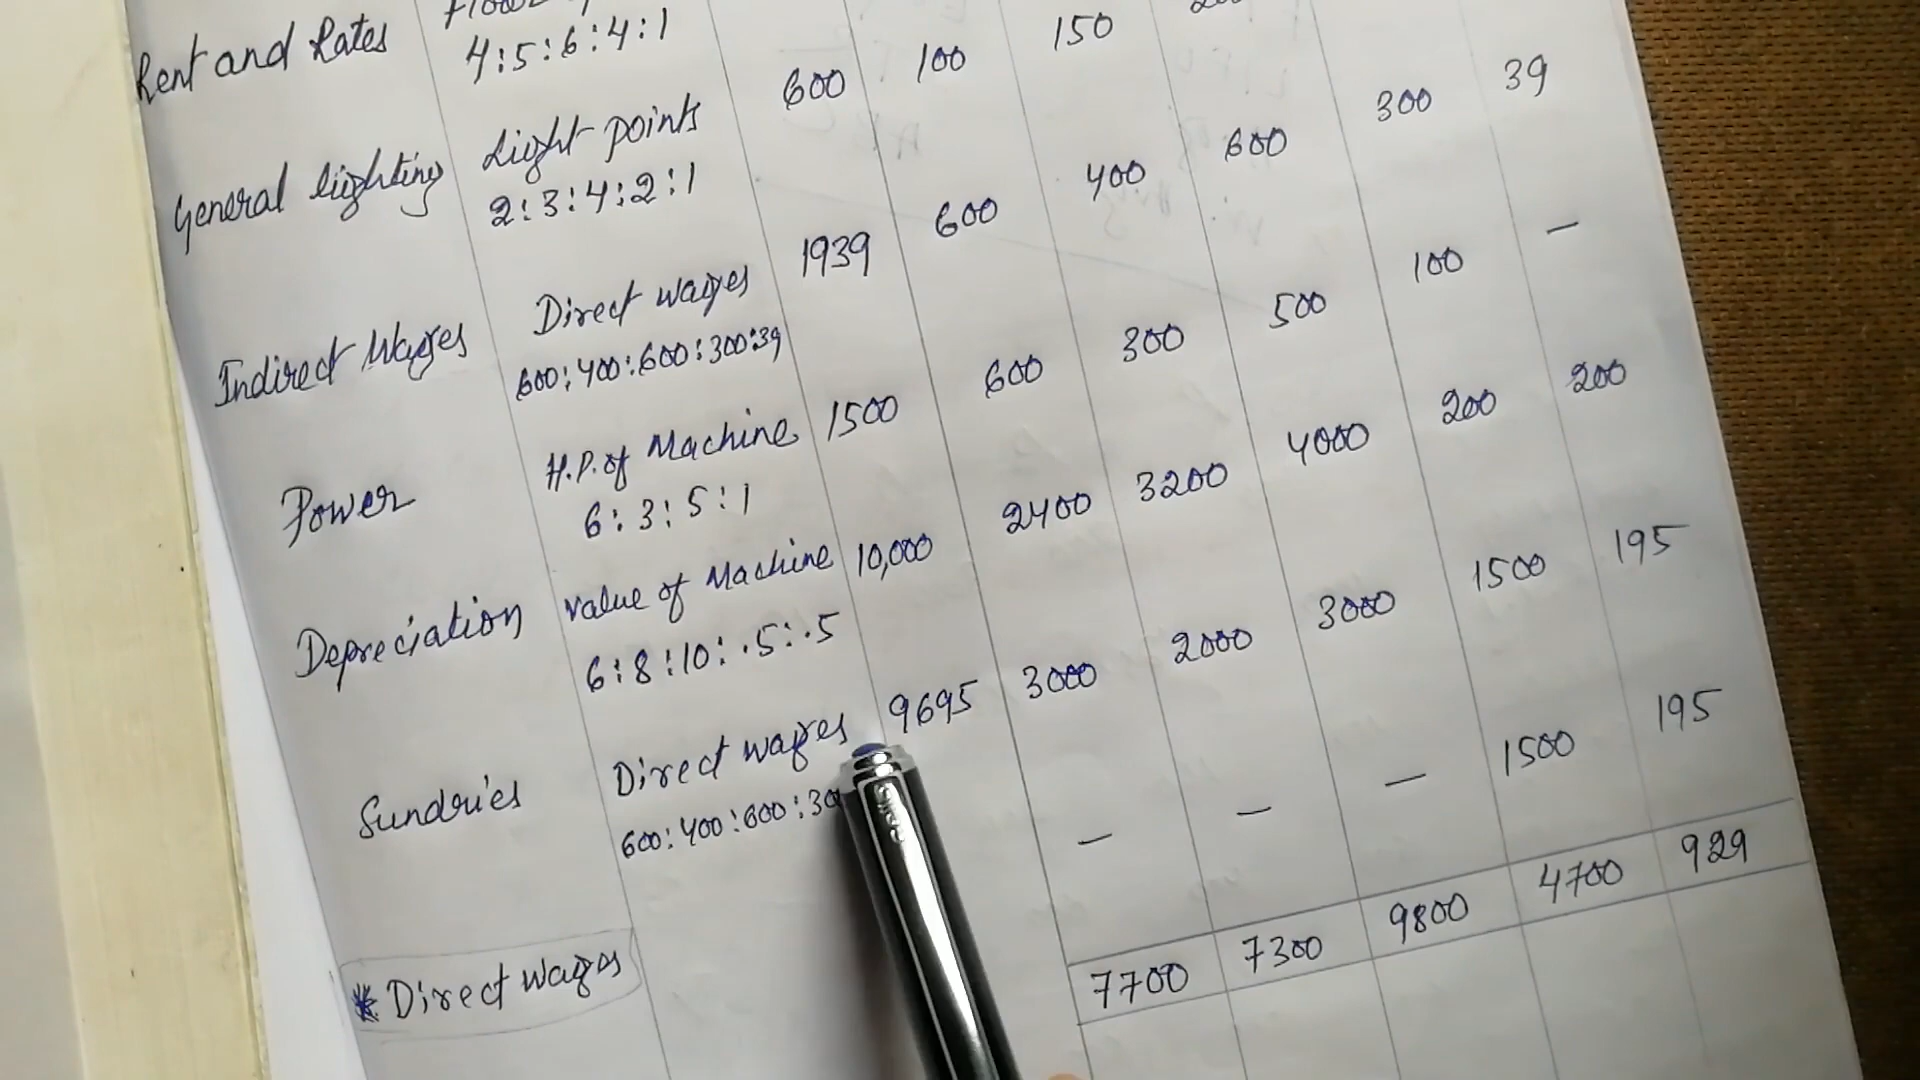 Rent and Rates
4:5:6:4:1
150
General lighting Light points 600 100
2:3:4:2:1
400 600 300 39
Indirect Wages Direct wages 1939 600
600:400:600:300:39
300 500 100 —
Power H.P. of Machine 1500 600
6:3:5:1
Depreciation Value of Machine 10,000 2400 3200 4000 200 200
6:8:10:.5:.5
Sundries Direct wages 9695 3000 2000 3000 1500 195
600:400:600:
* Direct wages — — — 1500 195
7700 7300 9800 4700 929